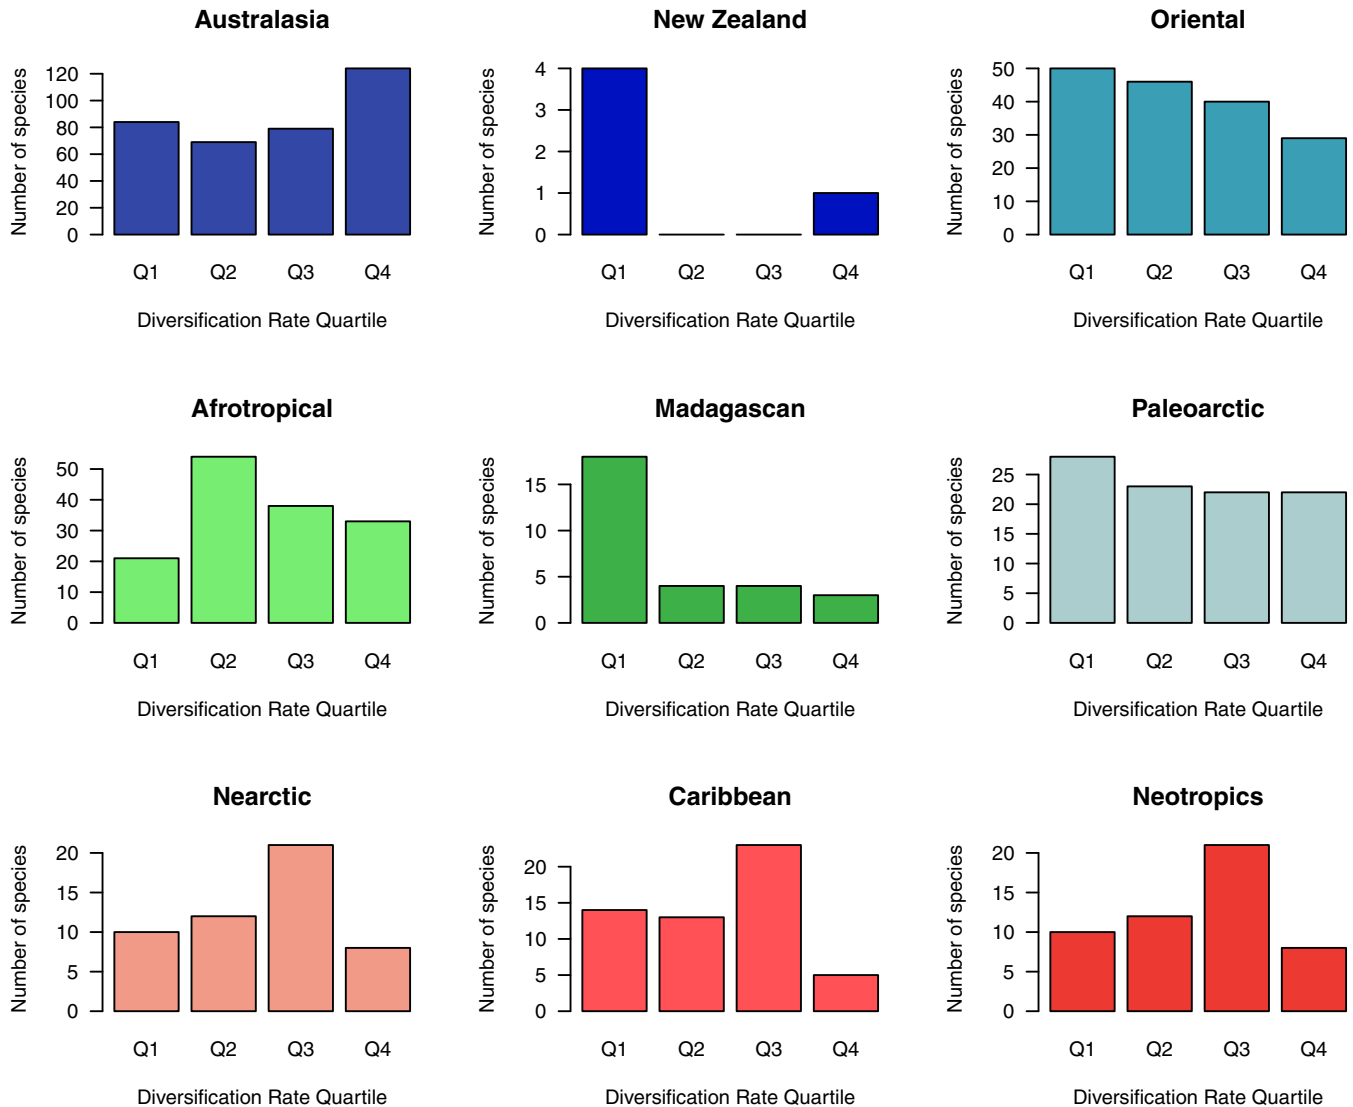 Australasia
Number of species
120
100
80
60
40
20
0
Q1 Q2 Q3 Q4
Diversification Rate Quartile
New Zealand
Number of species
4
3
2
1
0
Q1 Q2 Q3 Q4
Diversification Rate Quartile
Oriental
Number of species
50
40
30
20
10
0
Q1 Q2 Q3 Q4
Diversification Rate Quartile
Afrotropical
Number of species
50
40
30
20
10
0
Q1 Q2 Q3 Q4
Diversification Rate Quartile
Madagascan
Number of species
15
10
5
0
Q1 Q2 Q3 Q4
Diversification Rate Quartile
Paleoarctic
Number of species
25
20
15
10
5
0
Q1 Q2 Q3 Q4
Diversification Rate Quartile
Nearctic
Number of species
20
15
10
5
0
Q1 Q2 Q3 Q4
Diversification Rate Quartile
Caribbean
Number of species
20
15
10
5
0
Q1 Q2 Q3 Q4
Diversification Rate Quartile
Neotropics
Number of species
20
15
10
5
0
Q1 Q2 Q3 Q4
Diversification Rate Quartile